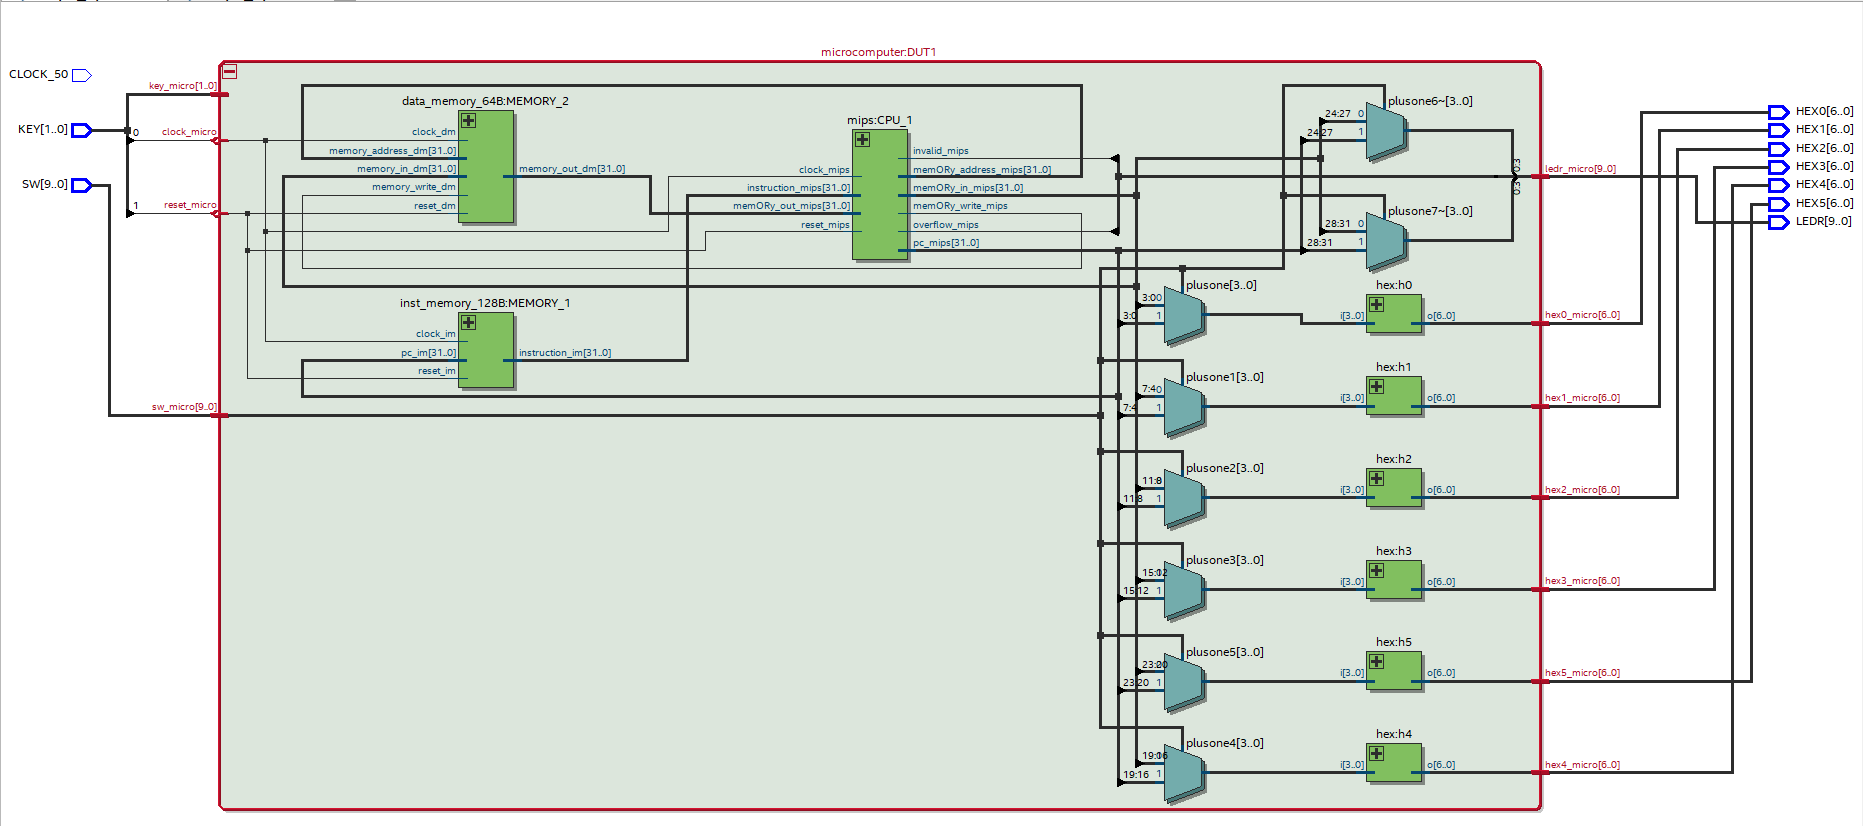 microcomputer:DUT1
CLOCK_50
KEY[1..0]
SW[9..0]
key_micro[1..0]
0
clock_micro
1
reset_micro
sw_micro[9..0]
data_memory_64B:MEMORY_2
clock_dm
memory_address_dm[31..0]
memory_in_dm[31..0]
memory_write_dm
reset_dm
memory_out_dm[31..0]
inst_memory_128B:MEMORY_1
clock_im
pc_im[31..0]
reset_im
instruction_im[31..0]
mips:CPU_1
clock_mips
instruction_mips[31..0]
memORy_out_mips[31..0]
reset_mips
invalid_mips
memORy_address_mips[31..0]
memORy_in_mips[31..0]
memORy_write_mips
overflow_mips
pc_mips[31..0]
plusone6~[3..0]
24:27 0
24:27 1
plusone7~[3..0]
28:31 0
28:31 1
0:3
0:3
plusone[3..0]
3:00
3:0 1
hex:h0
i[3..0]
o[6..0]
plusone1[3..0]
7:40
7:4 1
hex:h1
i[3..0]
o[6..0]
plusone2[3..0]
11:8
11:8 1
hex:h2
i[3..0]
o[6..0]
plusone3[3..0]
15:12
15:12 1
hex:h3
i[3..0]
o[6..0]
plusone5[3..0]
23:20
23:20 1
hex:h5
i[3..0]
o[6..0]
plusone4[3..0]
19:16
19:16 1
hex:h4
i[3..0]
o[6..0]
ledr_micro[9..0]
hex0_micro[6..0]
hex1_micro[6..0]
hex2_micro[6..0]
hex3_micro[6..0]
hex5_micro[6..0]
hex4_micro[6..0]
HEX0[6..0]
HEX1[6..0]
HEX2[6..0]
HEX3[6..0]
HEX4[6..0]
HEX5[6..0]
LEDR[9..0]